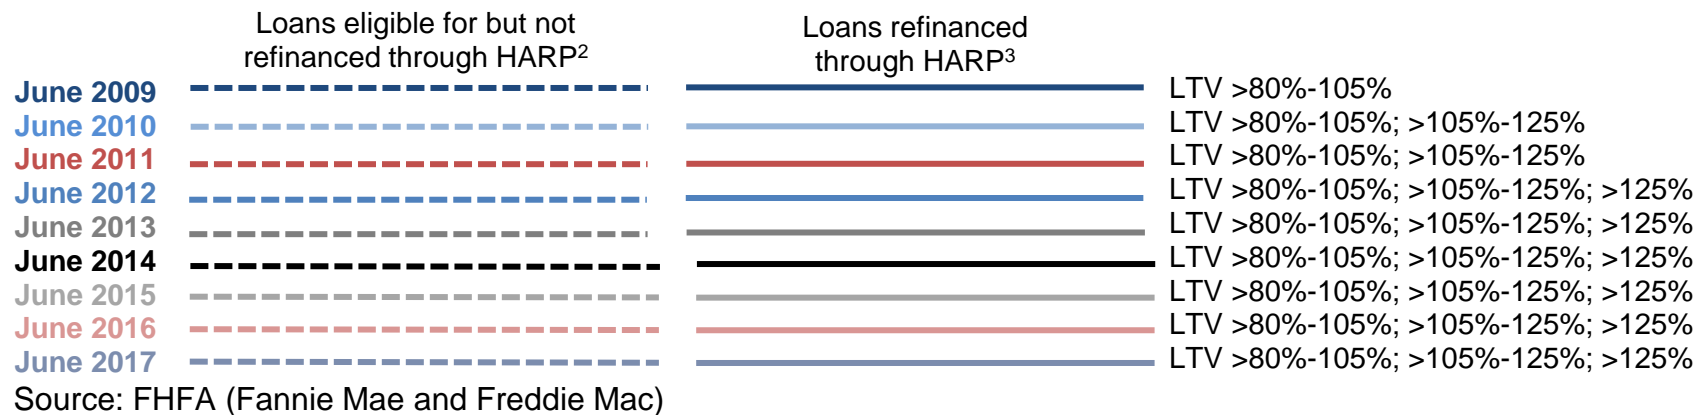 Loans eligible for but not
refinanced through HARP²
Loans refinanced
through HARP³
June 2009 LTV >80%-105%
June 2010 LTV >80%-105%; >105%-125%
June 2011 LTV >80%-105%; >105%-125%
June 2012 LTV >80%-105%; >105%-125%; >125%
June 2013 LTV >80%-105%; >105%-125%; >125%
June 2014 LTV >80%-105%; >105%-125%; >125%
June 2015 LTV >80%-105%; >105%-125%; >125%
June 2016 LTV >80%-105%; >105%-125%; >125%
June 2017 LTV >80%-105%; >105%-125%; >125%
Source: FHFA (Fannie Mae and Freddie Mac)